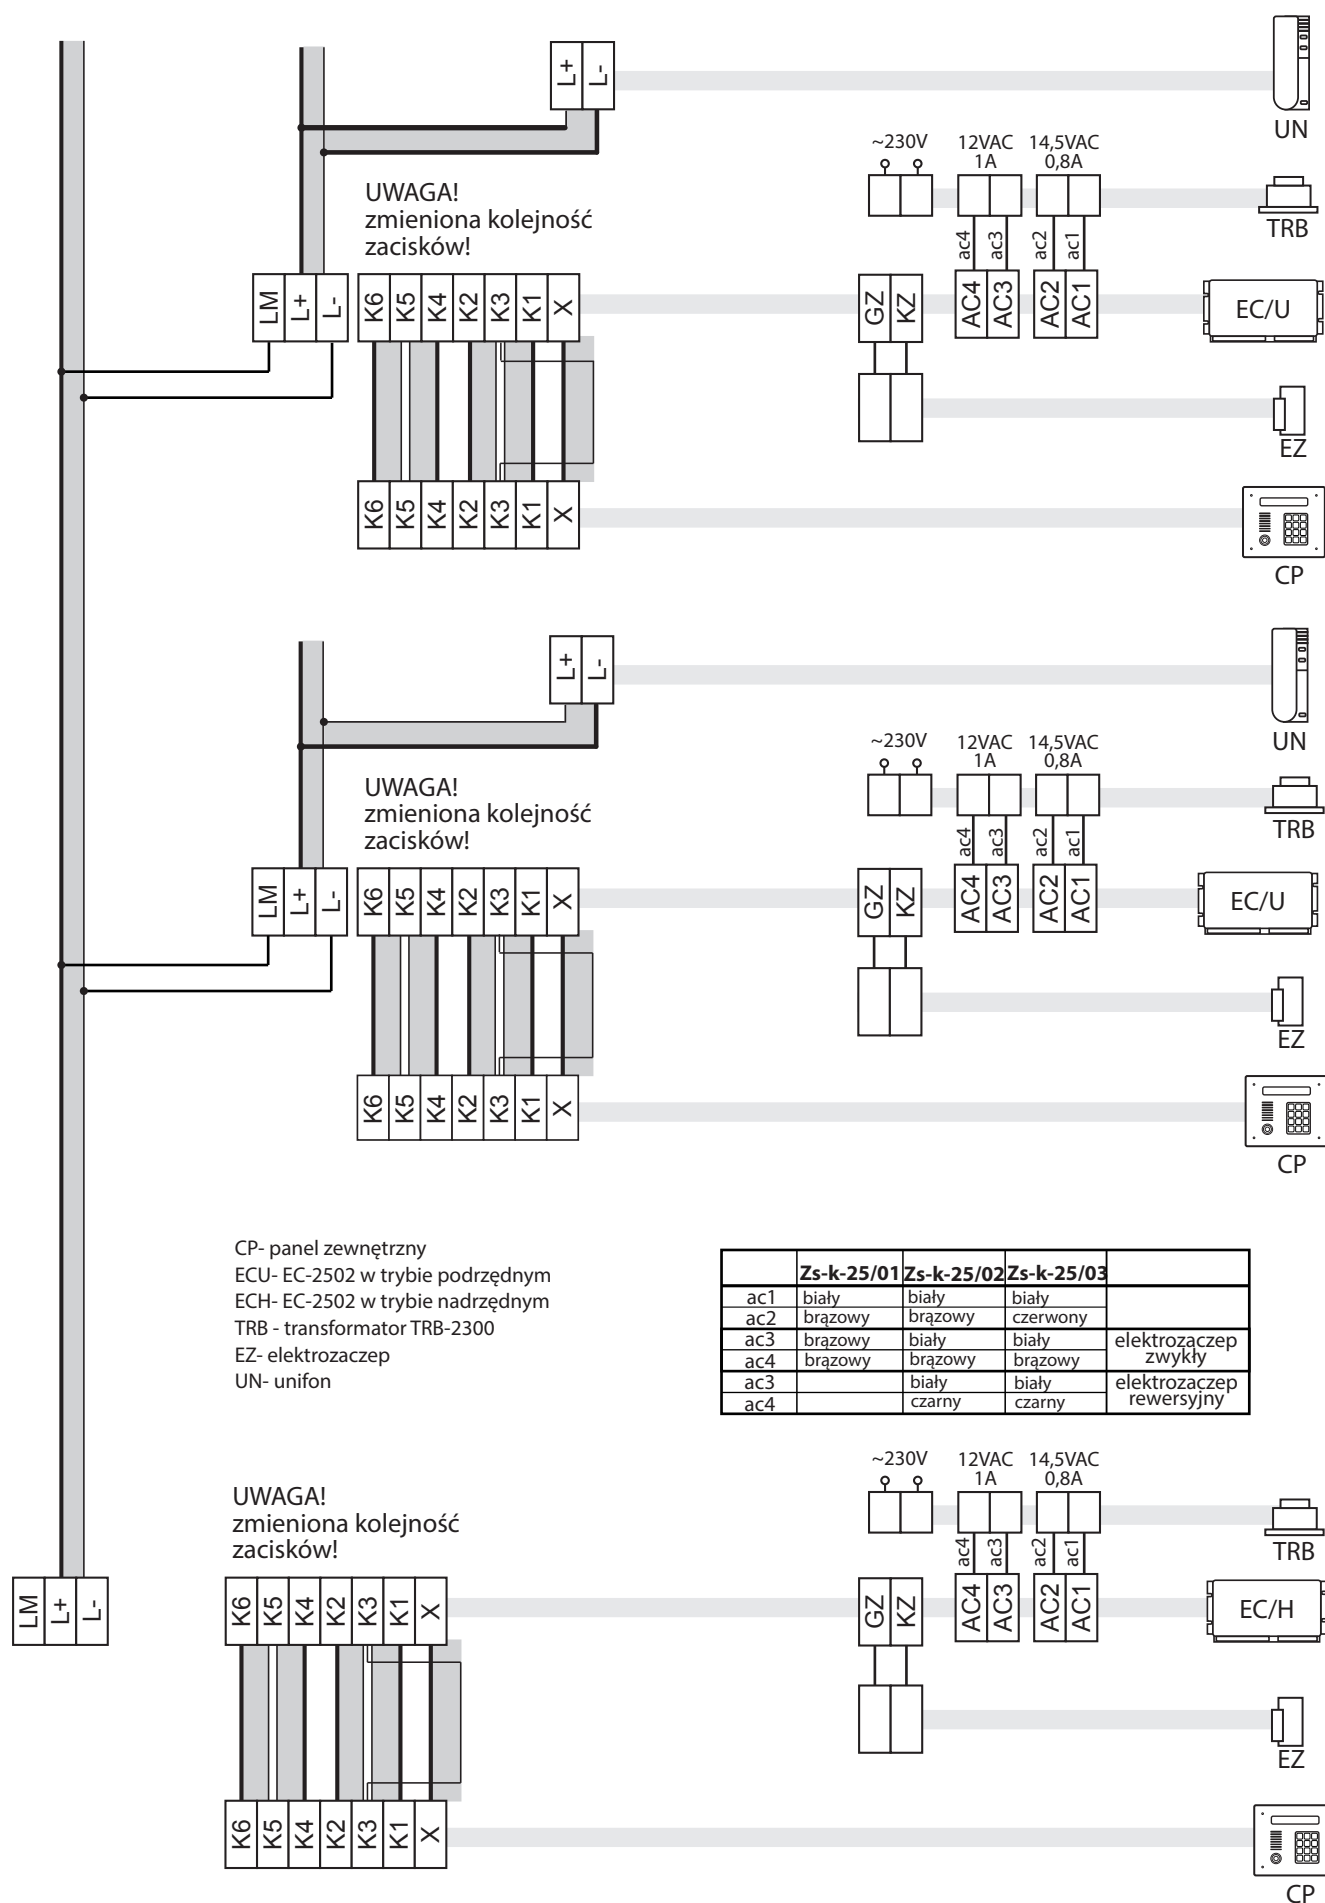 L+ L-
UN
~230V 12VAC 14,5VAC
1A 0,8A
TRB
UWAGA!
zmieniona kolejność
zacisków!
ac4 ac3 ac2 ac1
LM L+ L- K6 K5 K4 K2 K3 K1 X GZ KZ AC4 AC3 AC2 AC1 EC/U
EZ
K6 K5 K4 K2 K3 K1 X
CP
L+ L-
UN
~230V 12VAC 14,5VAC
1A 0,8A
UWAGA!
zmieniona kolejność
zacisków!
TRB
ac4 ac3 ac2 ac1
LM L+ L- K6 K5 K4 K2 K3 K1 X GZ KZ AC4 AC3 AC2 AC1 EC/U
EZ
K6 K5 K4 K2 K3 K1 X
CP
CP- panel zewnętrzny
ECU- EC-2502 w trybie podrzędnym
ECH- EC-2502 w trybie nadrzędnym
TRB - transformator TRB-2300
EZ- elektrozaczep
UN- unifon
Zs-k-25/01 Zs-k-25/02 Zs-k-25/03
ac1 biały biały biały
ac2 brązowy brązowy czerwony
ac3 brązowy biały biały elektrozaczep
ac4 brązowy brązowy brązowy zwykły
ac3 biały biały elektrozaczep
ac4 czarny czarny rewersyjny
~230V 12VAC 14,5VAC
1A 0,8A
UWAGA!
zmieniona kolejność
zacisków!
TRB
ac4 ac3 ac2 ac1
LM L+ L- K6 K5 K4 K2 K3 K1 X GZ KZ AC4 AC3 AC2 AC1 EC/H
EZ
K6 K5 K4 K2 K3 K1 X
CP